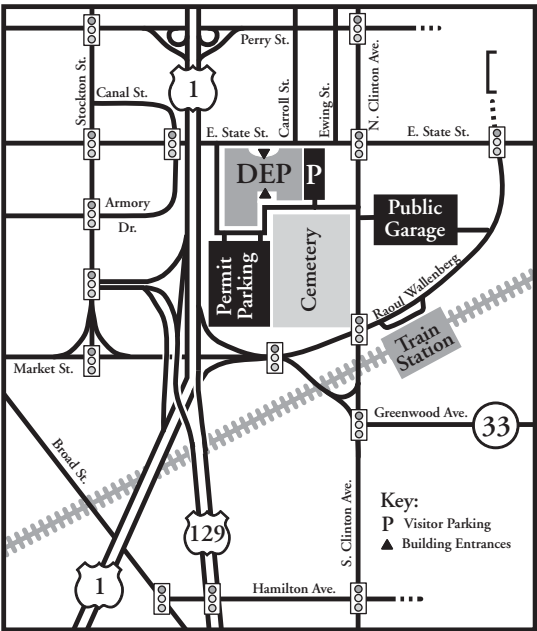 Perry St.
Stockton St.
1
Canal St.
Carroll St.
Ewing St.
N. Clinton Ave.
E. State St.
E. State St.
DEP
P
Armory
Dr.
Public
Garage
Permit
Parking
Cemetery
Raoul Wallenberg
Train
Station
Market St.
Greenwood Ave.
33
Broad St.
S. Clinton Ave.
Key:
P Visitor Parking
Building Entrances
129
1
Hamilton Ave.